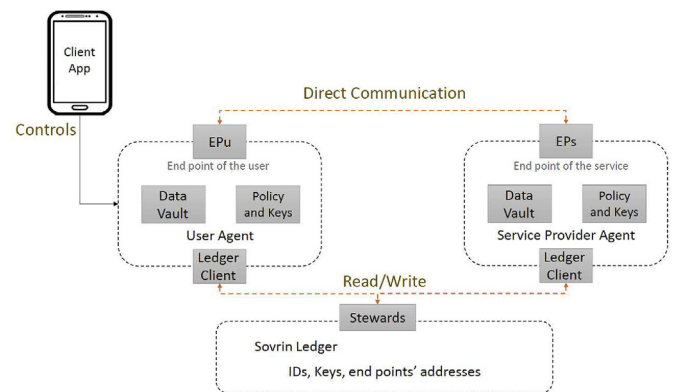 Client
App
Controls
Direct Communication
EPu
End point of the user
Data
Vault
Policy
and Keys
User Agent
Ledger
Client
EPs
End point of the service
Data
Vault
Policy
and Keys
Service Provider Agent
Ledger
Client
Read/Write
Stewards
Sovrin Ledger
IDs, Keys, end points’ addresses